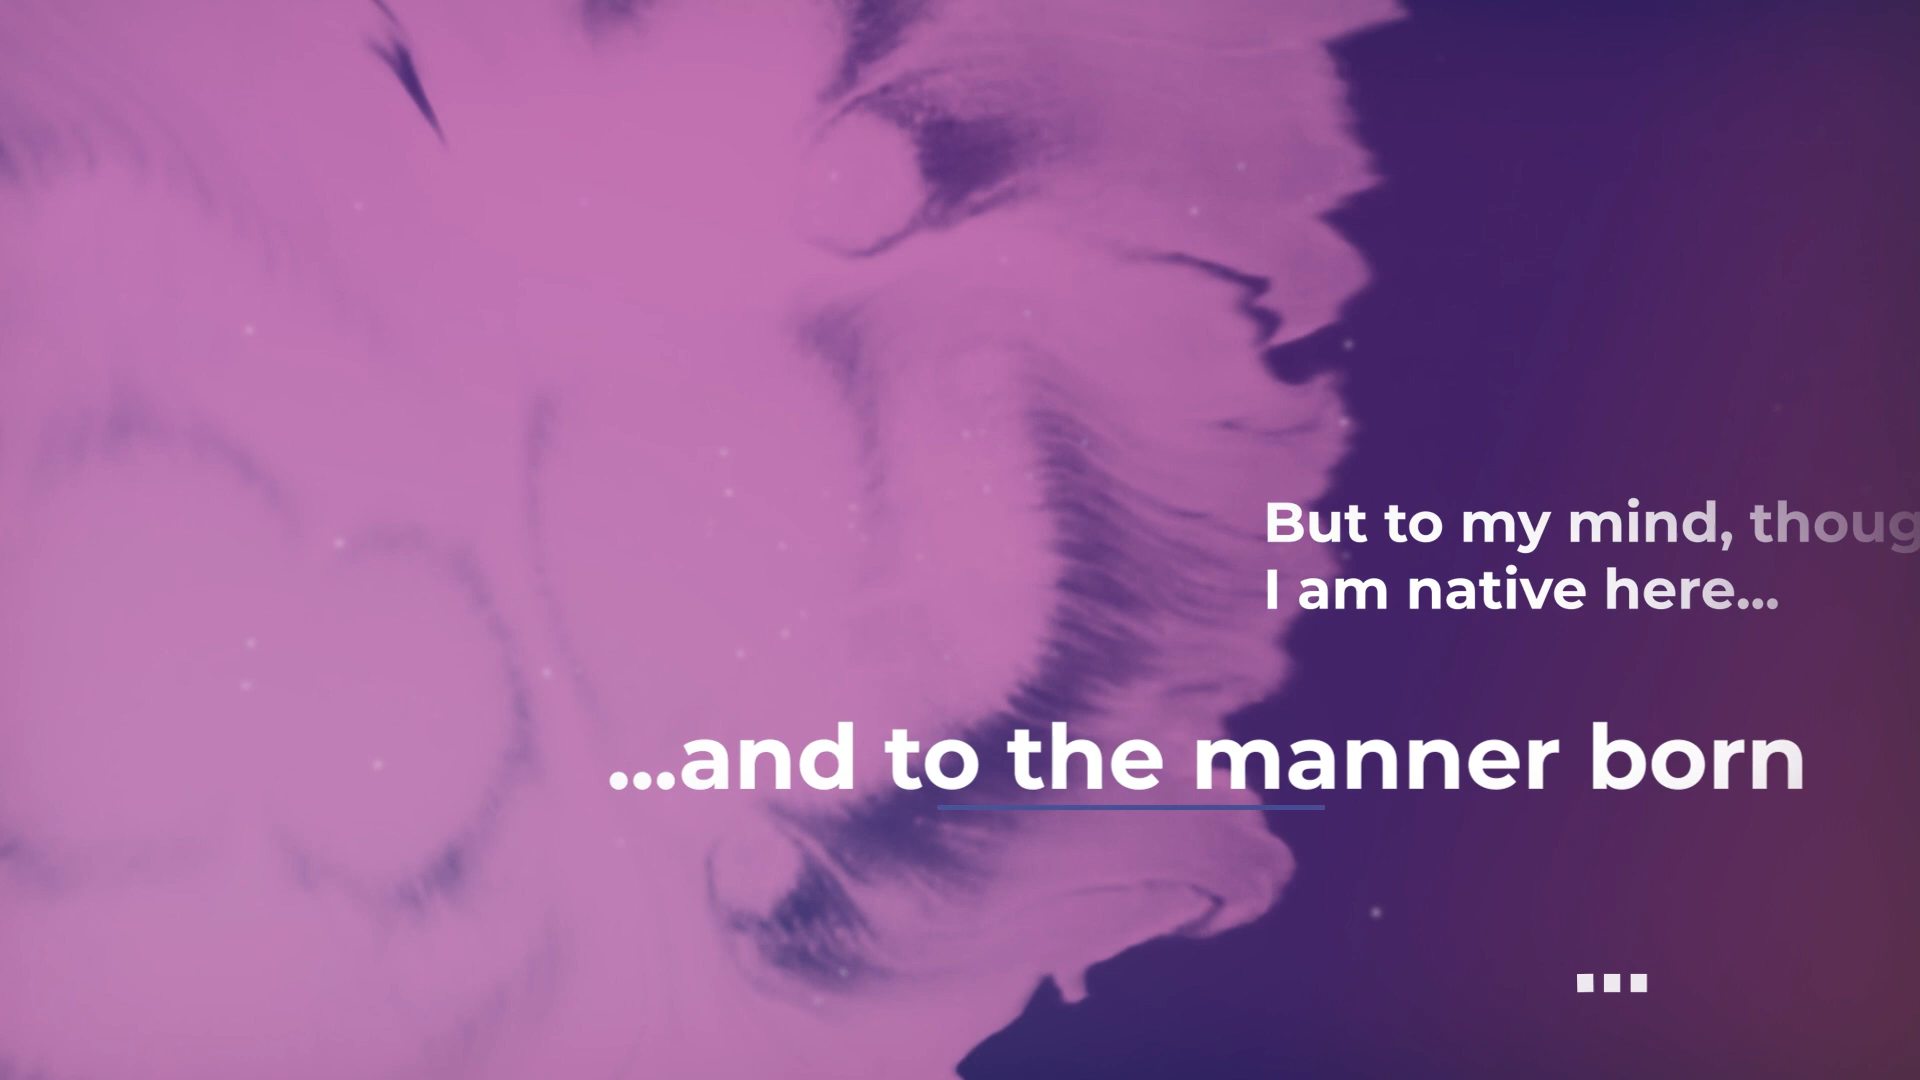 But to my mind, thoug
I am native here...
...and to the manner born
...